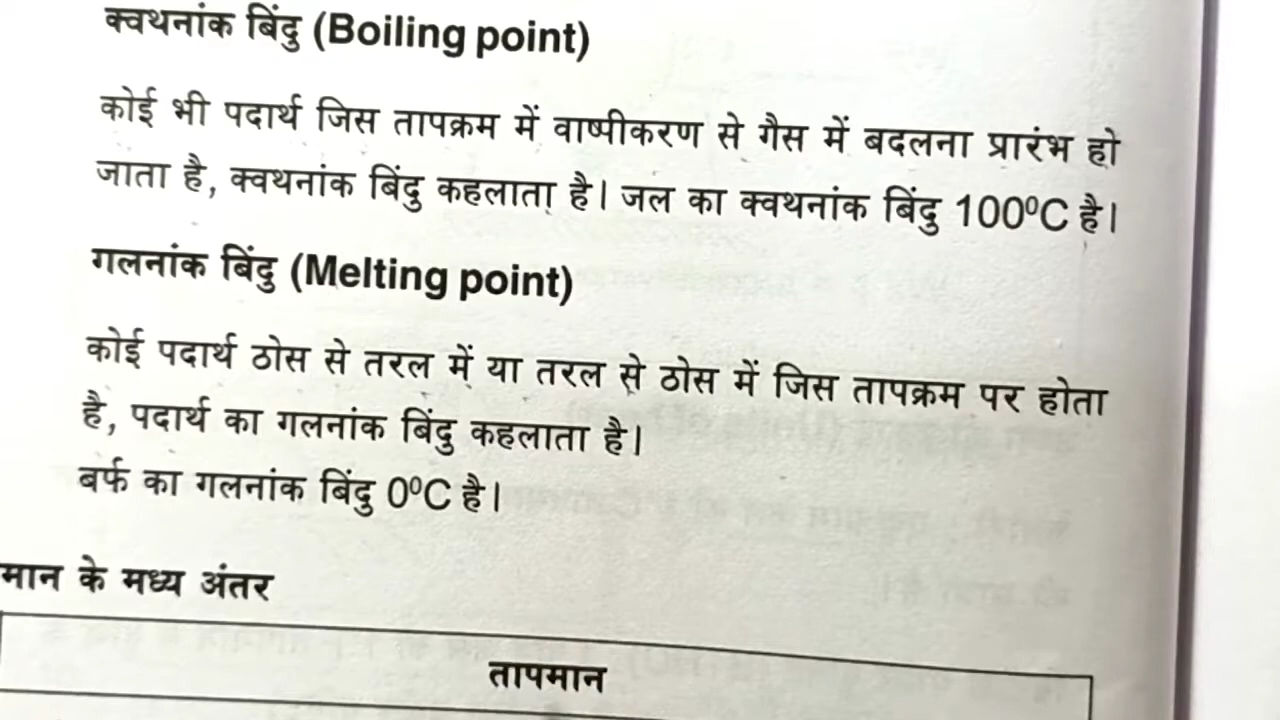 क्वथनांक बिंदु (Boiling point)
कोई भी पदार्थ जिस तापक्रम में वाष्पीकरण से गैस में बदलना प्रारंभ हो
जाता है, क्वथनांक बिंदु कहलाता है। जल का क्वथनांक बिंदु 100⁰C है।
गलनांक बिंदु (Melting point)
कोई पदार्थ ठोस से तरल में या तरल से ठोस में जिस तापक्रम पर होता
है, पदार्थ का गलनांक बिंदु कहलाता है।
बर्फ का गलनांक बिंदु 0⁰C है।
मान के मध्य अंतर
तापमान